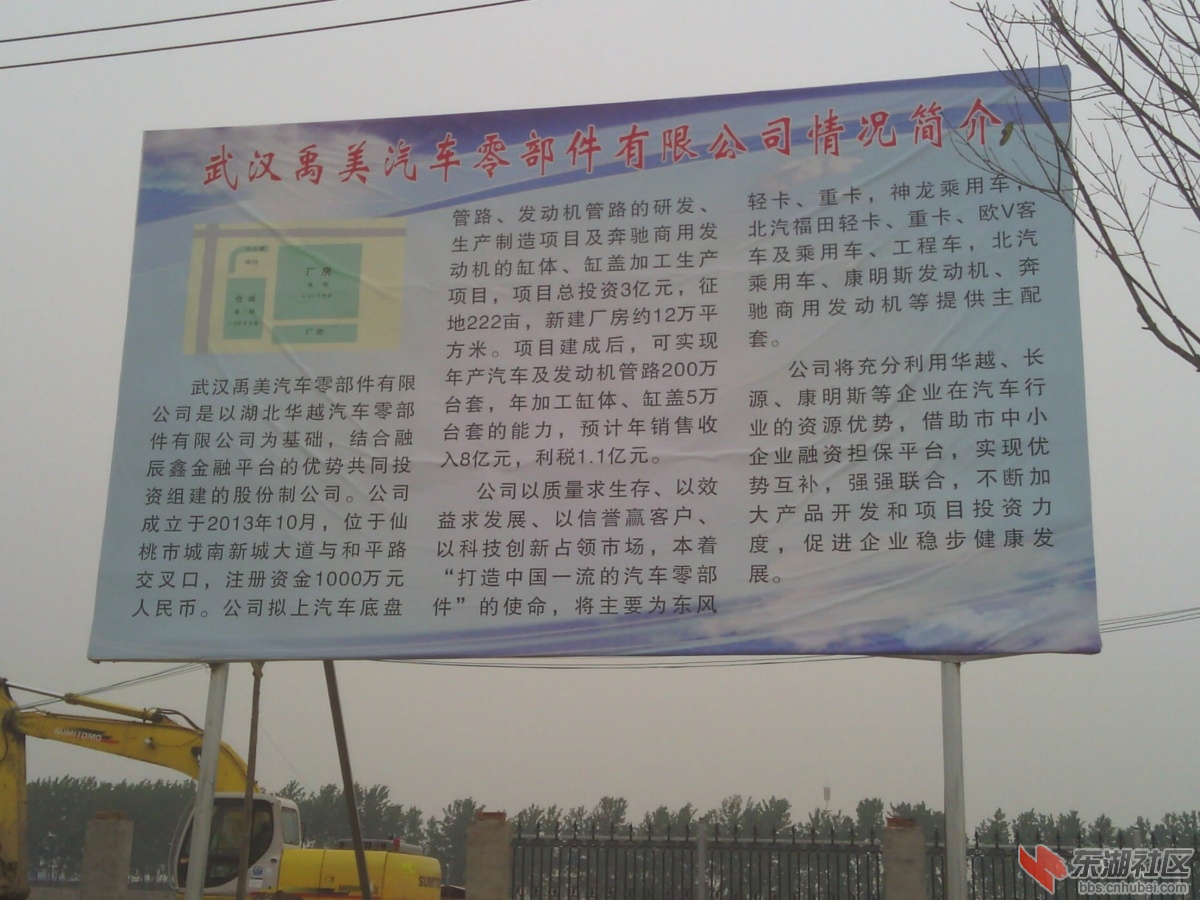 武汉禹美汽车零部件有限公司情况简介
厂房
仓库
厂房
武汉禹美汽车零部件有限
公司是以湖北华越汽车零部
件有限公司为基础，结合融
辰鑫金融平台的优势共同投
资组建的股份制公司。公司
成立于2013年10月，位于仙
桃市城南新城大道与和平路
交叉口，注册资金1000万元
人民币。公司拟上汽车底盘
管路、发动机管路的研发、
生产制造项目及奔驰商用发
动机的缸体、缸盖加工生产
项目，项目总投资3亿元，征
地222亩，新建厂房约12万平
方米。项目建成后，可实现
年产汽车及发动机管路200万
台套，年加工缸体、缸盖5万
台套的能力，预计年销售收
入8亿元，利税1.1亿元。
公司以质量求生存、以效
益求发展、以信誉赢客户、
以科技创新占领市场，本着
“打造中国一流的汽车零部
件”的使命，将主要为东风
轻卡、重卡，神龙乘用车，
北汽福田轻卡、重卡、欧V客
车及乘用车、工程车，北汽
乘用车、康明斯发动机、奔
驰商用发动机等提供主配
套。
公司将充分利用华越、长
源、康明斯等企业在汽车行
业的资源优势，借助市中小
企业融资担保平台，实现优
势互补，强强联合，不断加
大产品开发和项目投资力
度，促进企业稳步健康发
展。
SUMITOMO
东湖社区
bbs.cnhubei.com